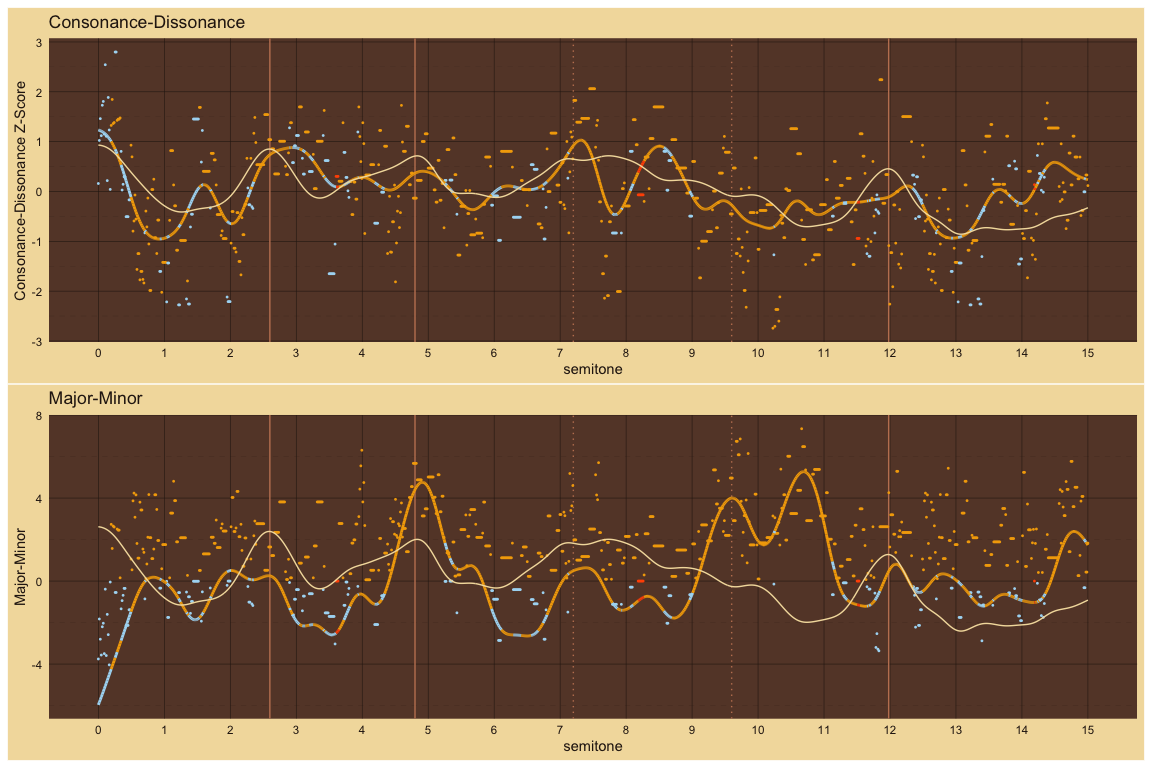 Consonance-Dissonance
Consonance-Dissonance Z-Score
3
2
1
0
-1
-2
-3
0 1 2 3 4 5 6 7 8 9 10 11 12 13 14 15
semitone
Major-Minor
Major-Minor
8
4
0
-4
0 1 2 3 4 5 6 7 8 9 10 11 12 13 14 15
semitone